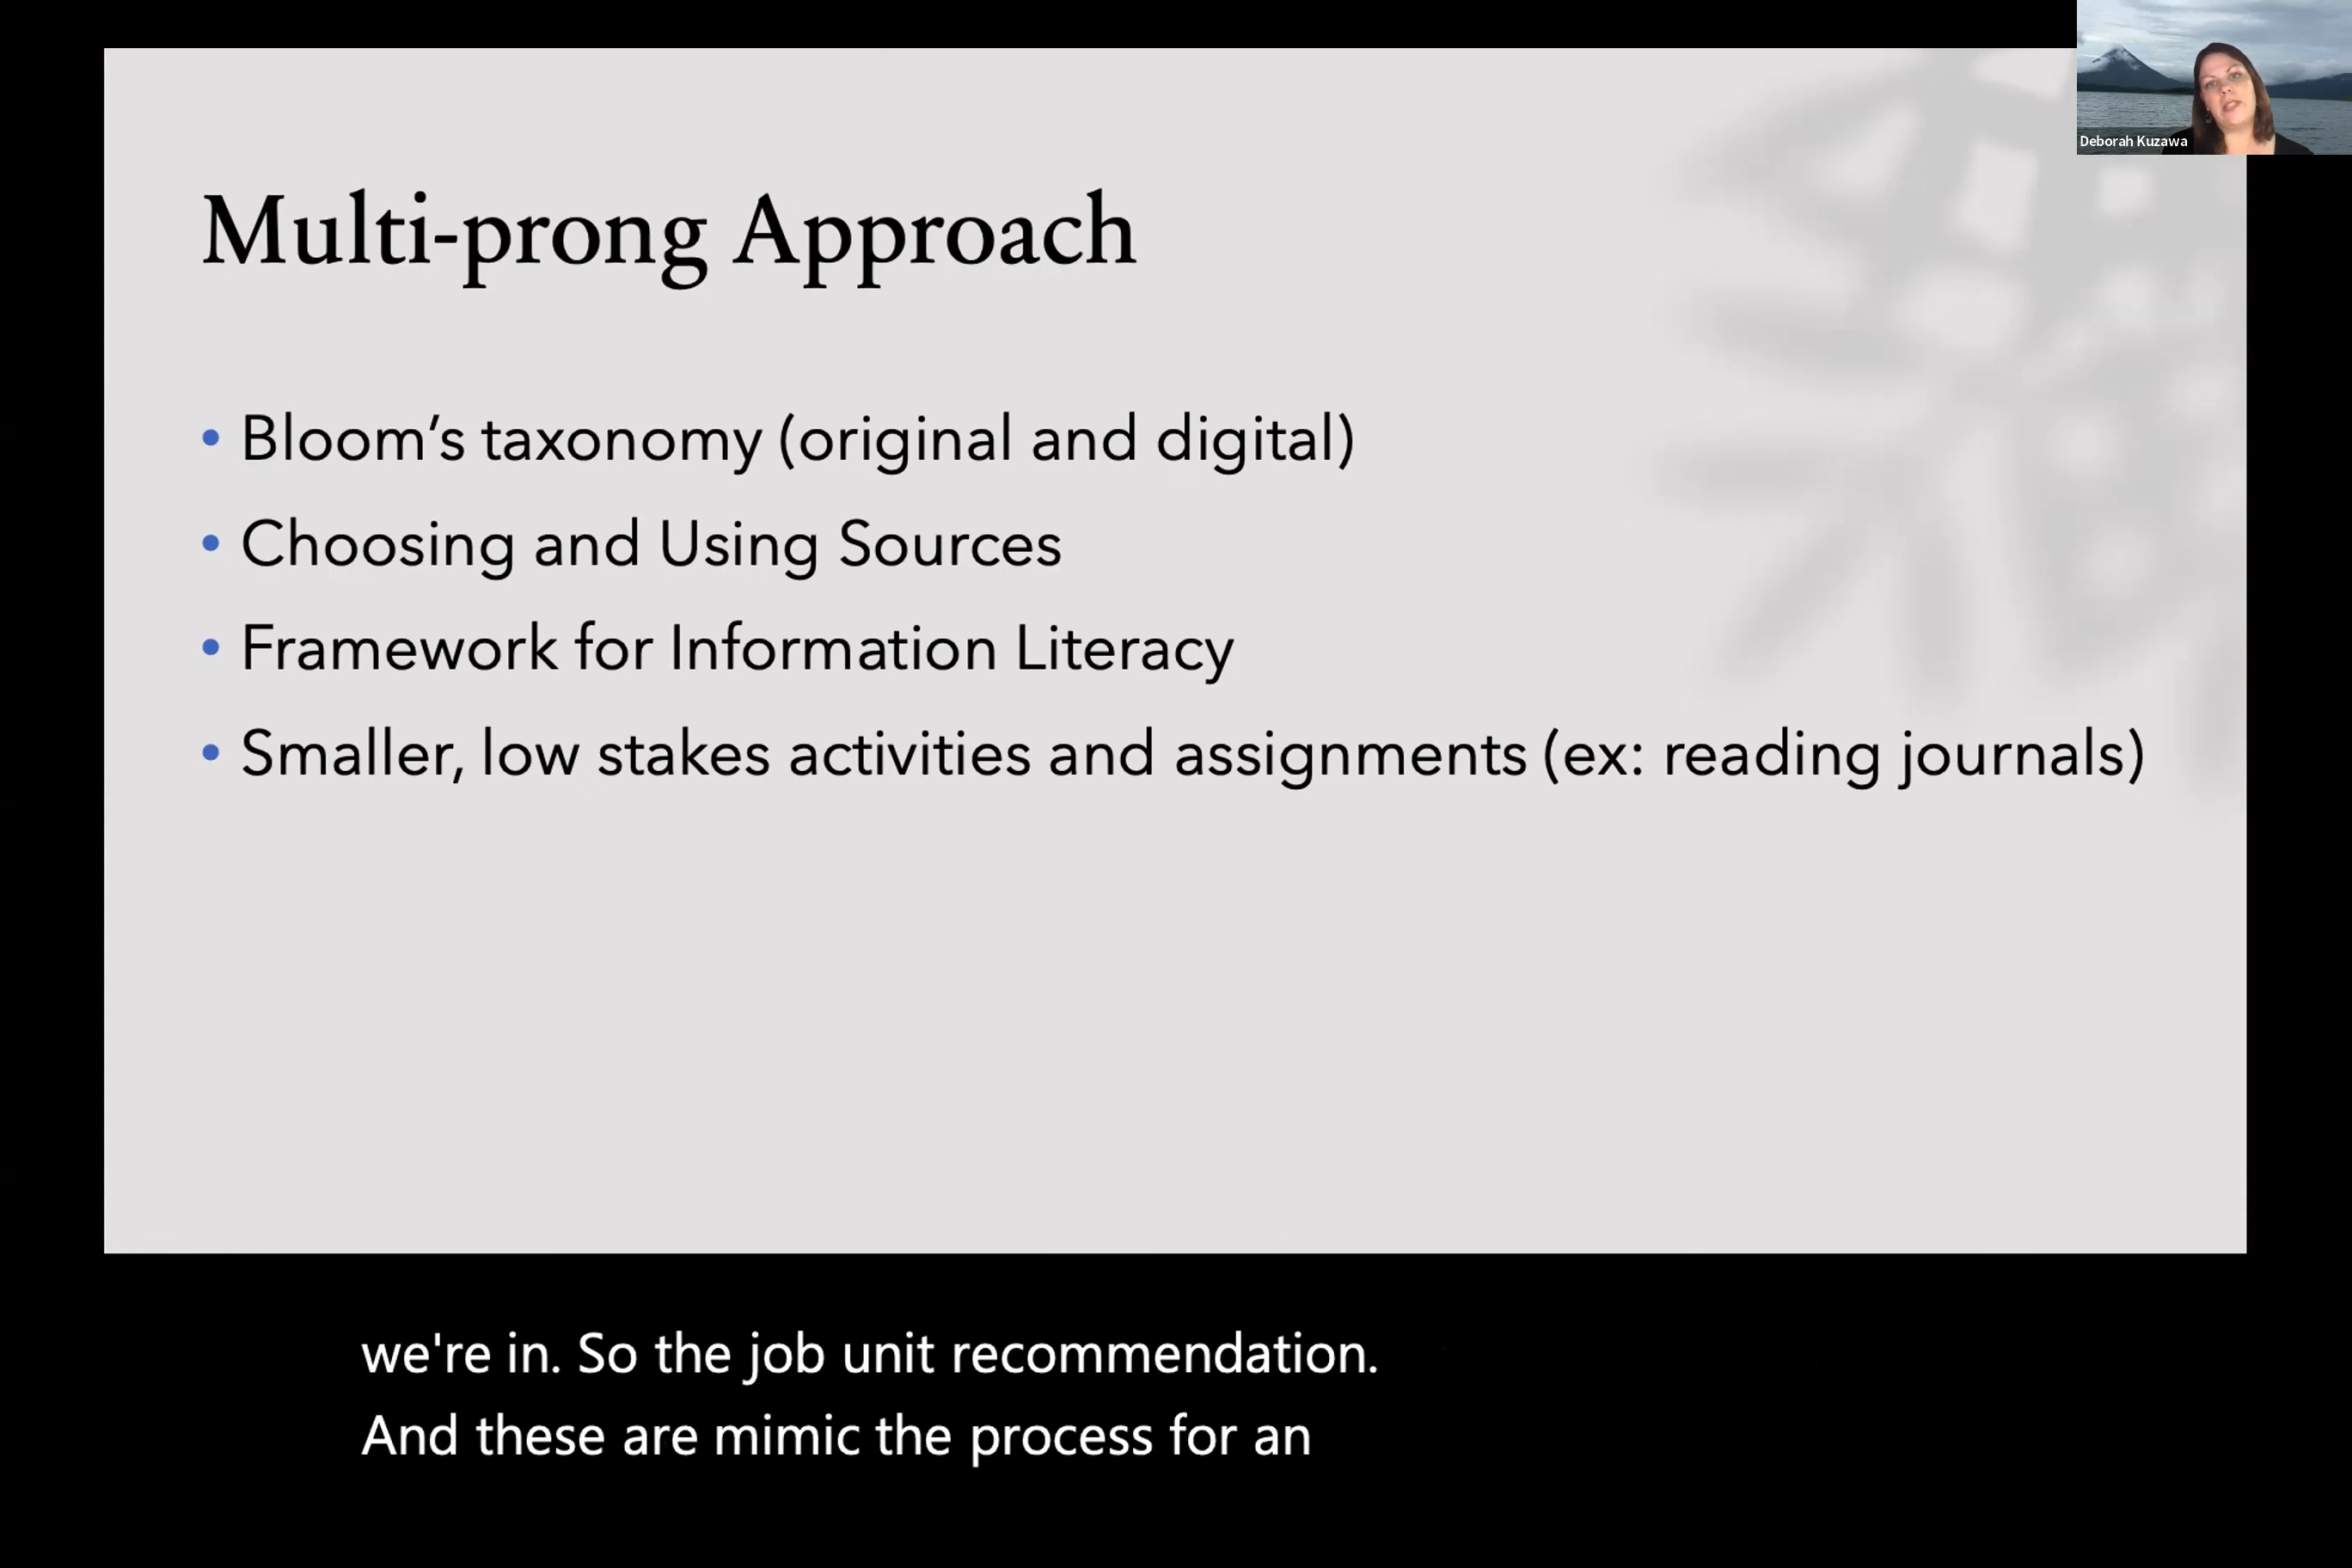 Deborah Kuzawa
Multi-prong Approach
• Bloom’s taxonomy (original and digital)
• Choosing and Using Sources
• Framework for Information Literacy
• Smaller, low stakes activities and assignments (ex: reading journals)
we're in. So the job unit recommendation.
And these are mimic the process for an